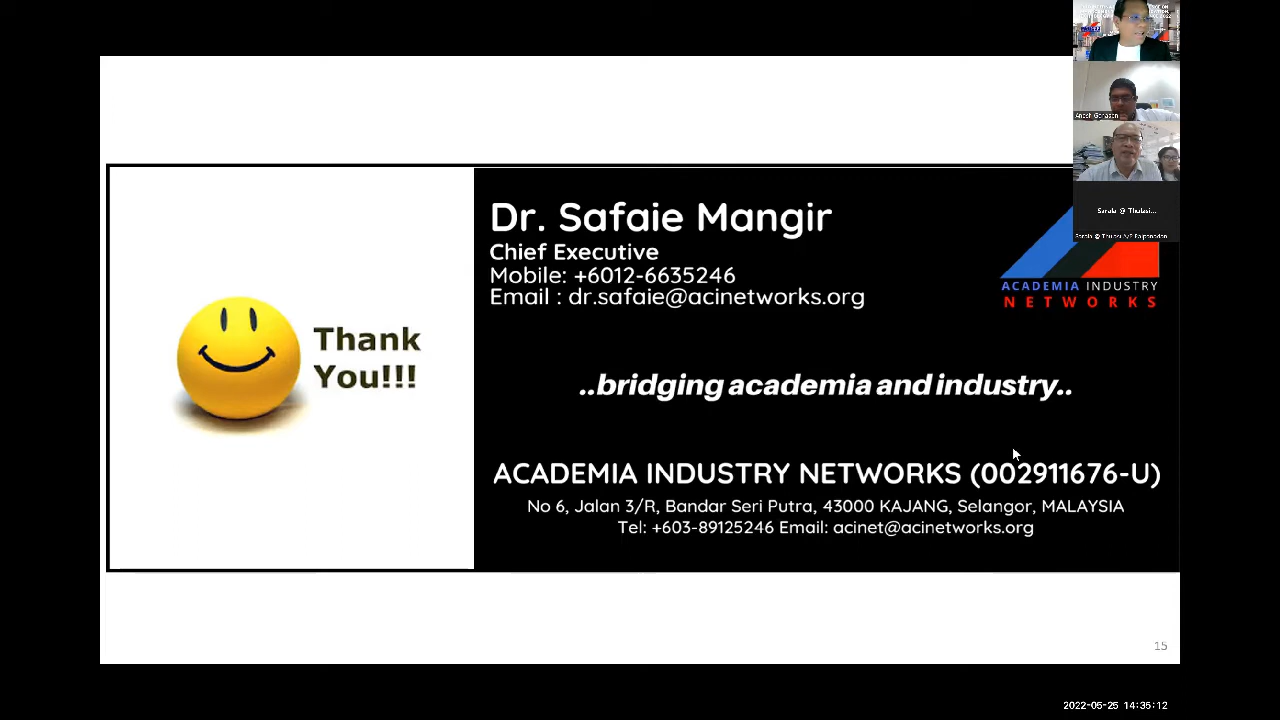 Dr. Safaie Mangir
Chief Executive
Mobile: +6012-6635246
Email : dr.safaie@acinetworks.org
ACADEMIA INDUSTRY
NETWORKS
Thank
You!!!
..bridging academia and industry..
ACADEMIA INDUSTRY NETWORKS (002911676-U)
No 6, Jalan 3/R, Bandar Seri Putra, 43000 KAJANG, Selangor, MALAYSIA
Tel: +603-89125246 Email: acinet@acinetworks.org
15
Sarala @ Thulasi...
2022-05-25 14:35:12